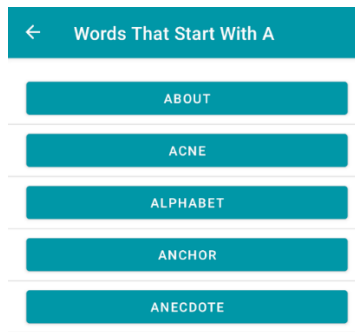 Words That Start With A
ABOUT
ACNE
ALPHABET
ANCHOR
ANECDOTE